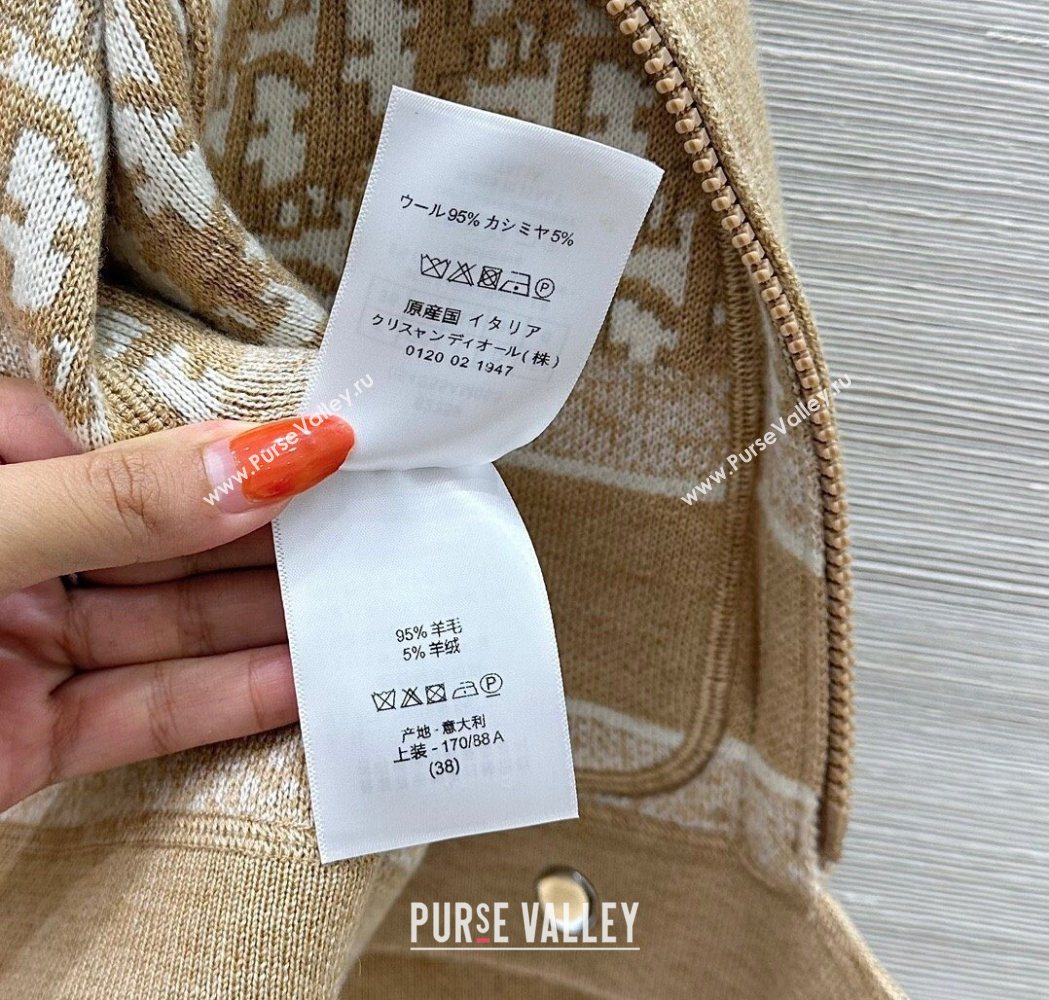 ウール95% カシミヤ5%
P
原産国 イタリア
クリスチャンディオール(株)
0120 02 1947
www.PurseValley.ru
www.PurseValley.ru
95% 羊毛
5% 羊绒
P
产地 - 意大利
上装 - 170/88 A
(38)
PURSE VALLEY